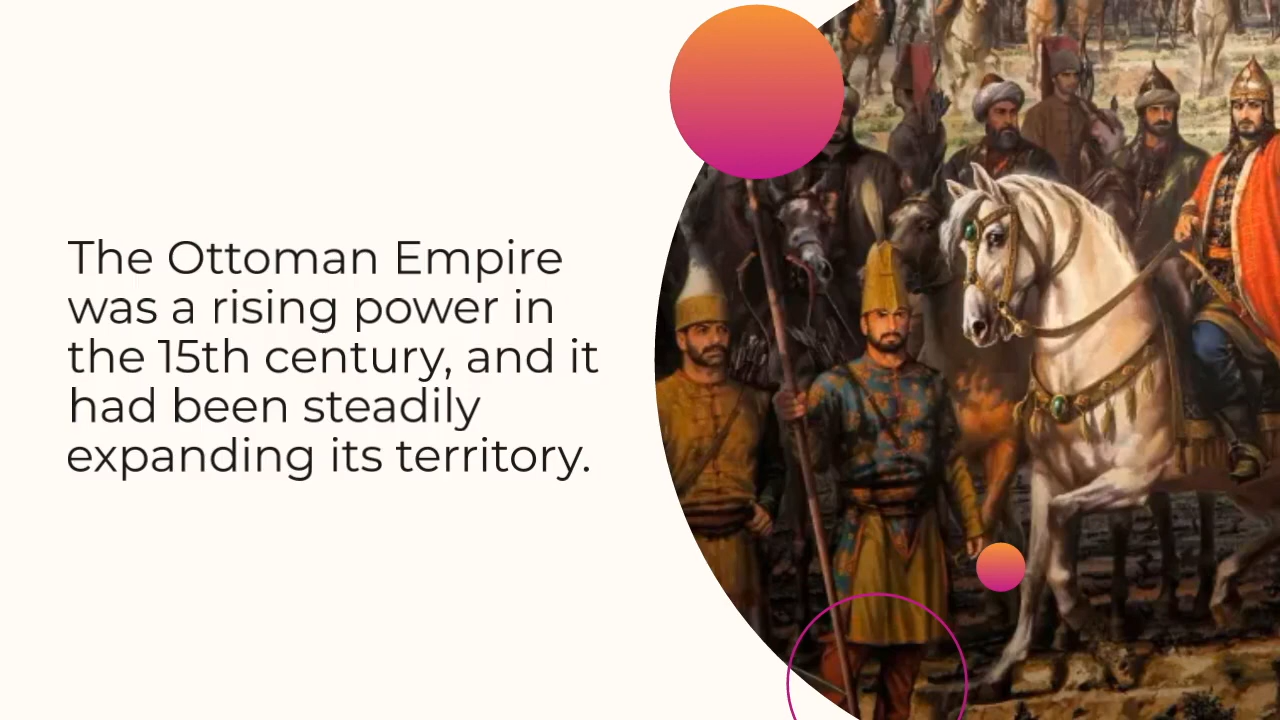 The Ottoman Empire
was a rising power in
the 15th century, and it
had been steadily
expanding its territory.